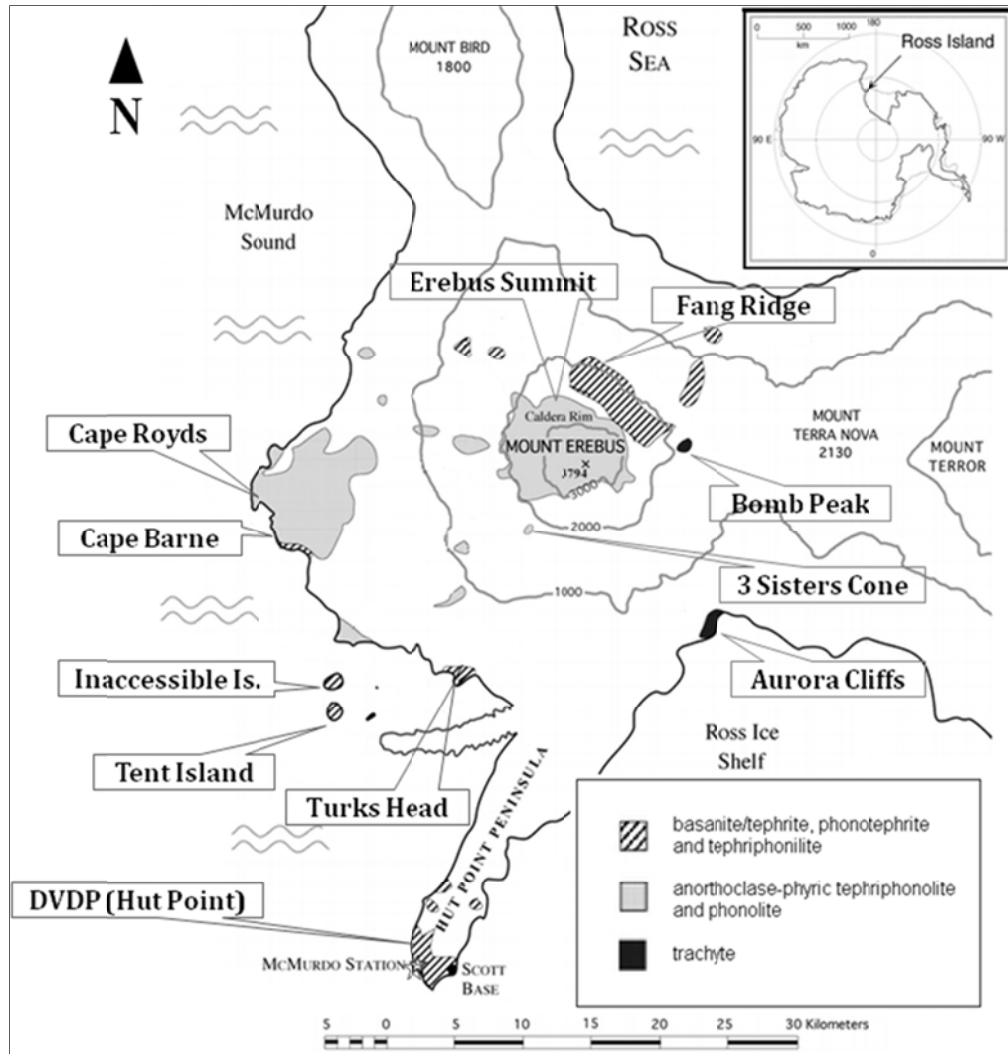 N
MOUNT BIRD
1800
ROSS
SEA
0 500 1000
km
180
Ross Island
90 E
90 W
0
McMurdo
Sound
Erebus Summit
Fang Ridge
Cape Royds
Caldera Rim
MOUNT EREBUS
3794
3000
2000
1000
MOUNT
TERRA NOVA
2130
MOUNT
TERROR
Bomb Peak
Cape Barne
3 Sisters Cone
Inaccessible Is.
Aurora Cliffs
Tent Island
Turks Head
ROSS ICE
SHELF
HUT POINT PENINSULA
DVDP (Hut Point)
MCMURDO STATION
SCOTT
BASE
basanite/tephrite, phonotephrite
and tephriphonilite
anorthoclase-phyric tephriphonolite
and phonolite
trachyte
5 0 5 10 15 20 25 30 Kilometers